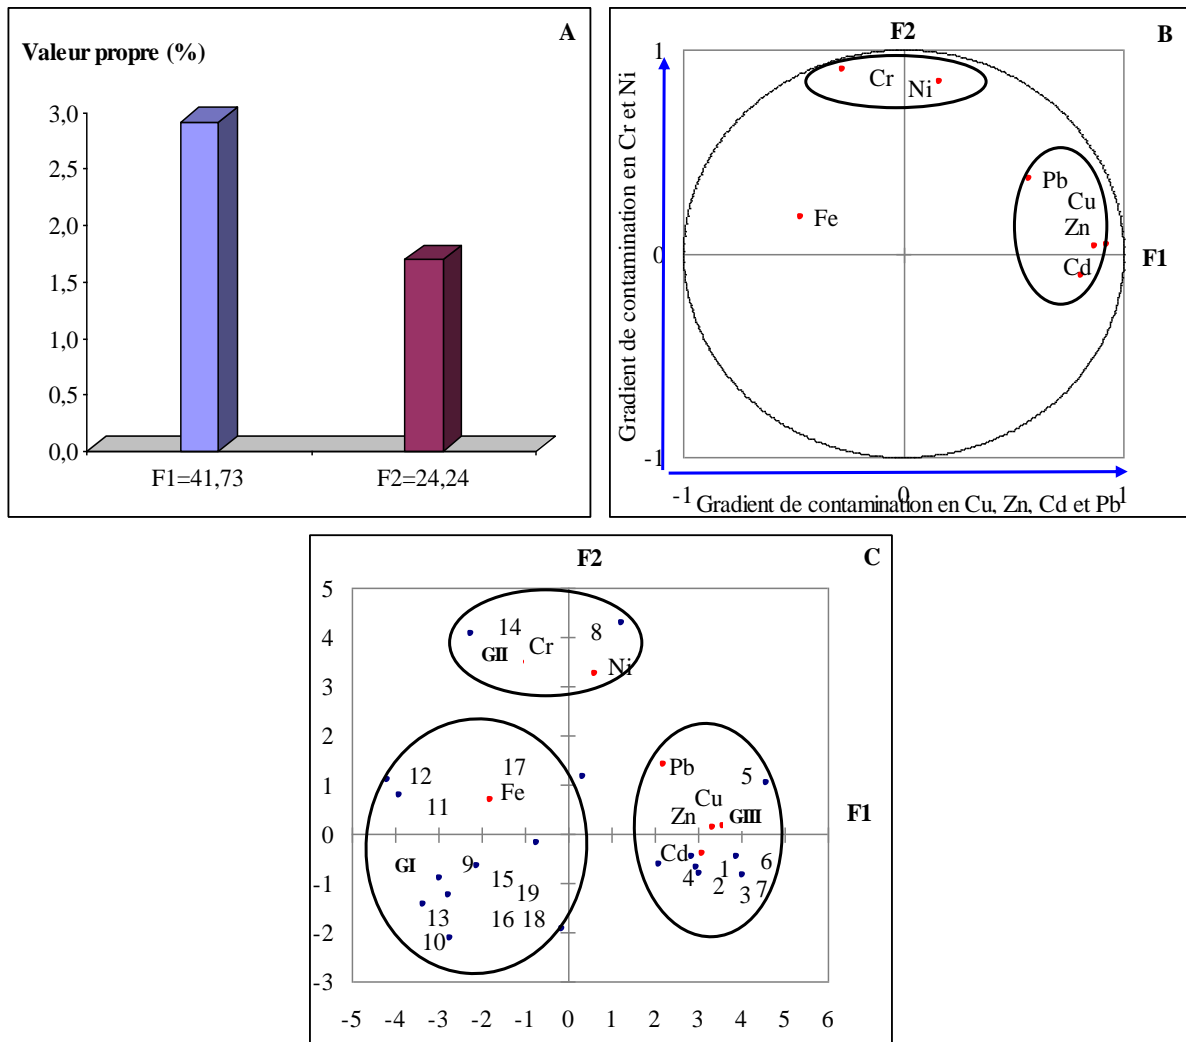 A
Valeur propre (%)
3,0
2,5
2,0
1,5
1,0
0,5
0,0
F1=41,73 F2=24,24
B
F2
1
Cr
Ni
Pb
Cu
Zn
Fe
0
F1
Cd
-1
-1 0 1
Gradient de contamination en Cr et Ni
Gradient de contamination en Cu, Zn, Cd et Pb
C
F2
5
14 8
4
GII Cr
Ni
3
2
Pb
17
12 5
1
Fe
11 Cu
Zn GIII
F1
0
Cd
GI 9 1 6
15 4 2 3 7
-1
19
13 16 18
-2
10
-3
-5 -4 -3 -2 -1 0 1 2 3 4 5 6